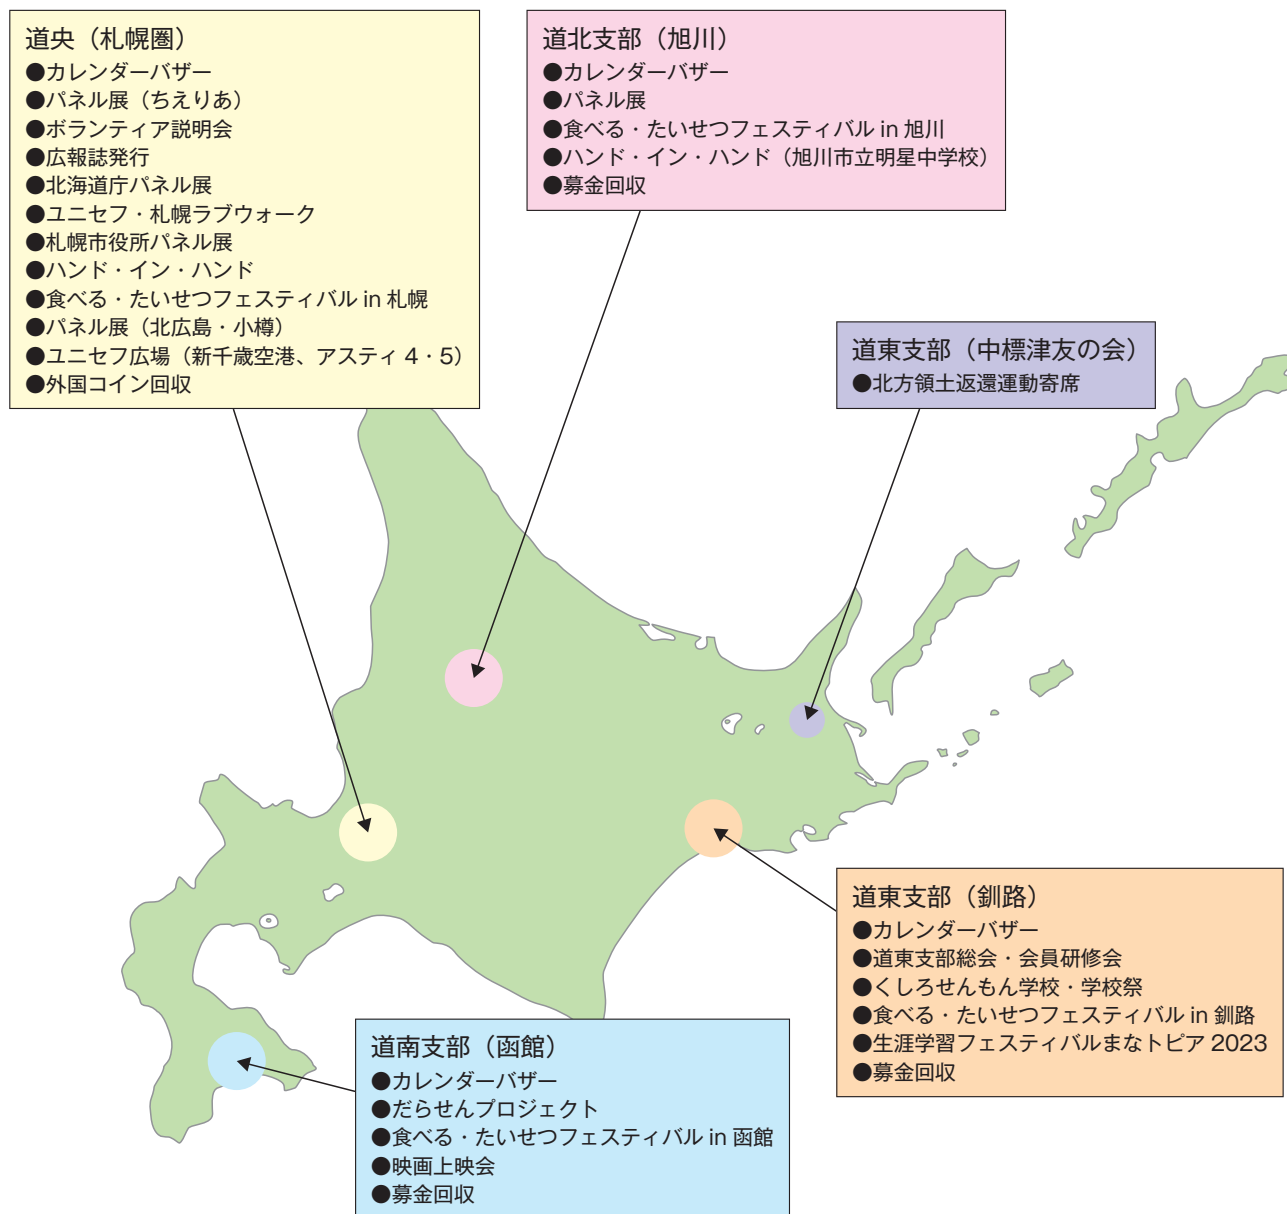 道央（札幌圏）
●カレンダーバザー
●パネル展（ちえりあ）
●ボランティア説明会
●広報誌発行
●北海道庁パネル展
●ユニセフ・札幌ラブウォーク
●札幌市役所パネル展
●ハンド・イン・ハンド
●食べる・たいせつフェスティバル in 札幌
●パネル展（北広島・小樽）
●ユニセフ広場（新千歳空港、アスティ 4・5）
●外国コイン回収
道北支部（旭川）
●カレンダーバザー
●パネル展
●食べる・たいせつフェスティバル in 旭川
●ハンド・イン・ハンド（旭川市立明星中学校）
●募金回収
道東支部（中標津友の会）
●北方領土返還運動寄席
道東支部（釧路）
●カレンダーバザー
●道東支部総会・会員研修会
●くしろせんもん学校・学校祭
●食べる・たいせつフェスティバル in 釧路
●生涯学習フェスティバルまなトピア 2023
●募金回収
道南支部（函館）
●カレンダーバザー
●だらせんプロジェクト
●食べる・たいせつフェスティバル in 函館
●映画上映会
●募金回収